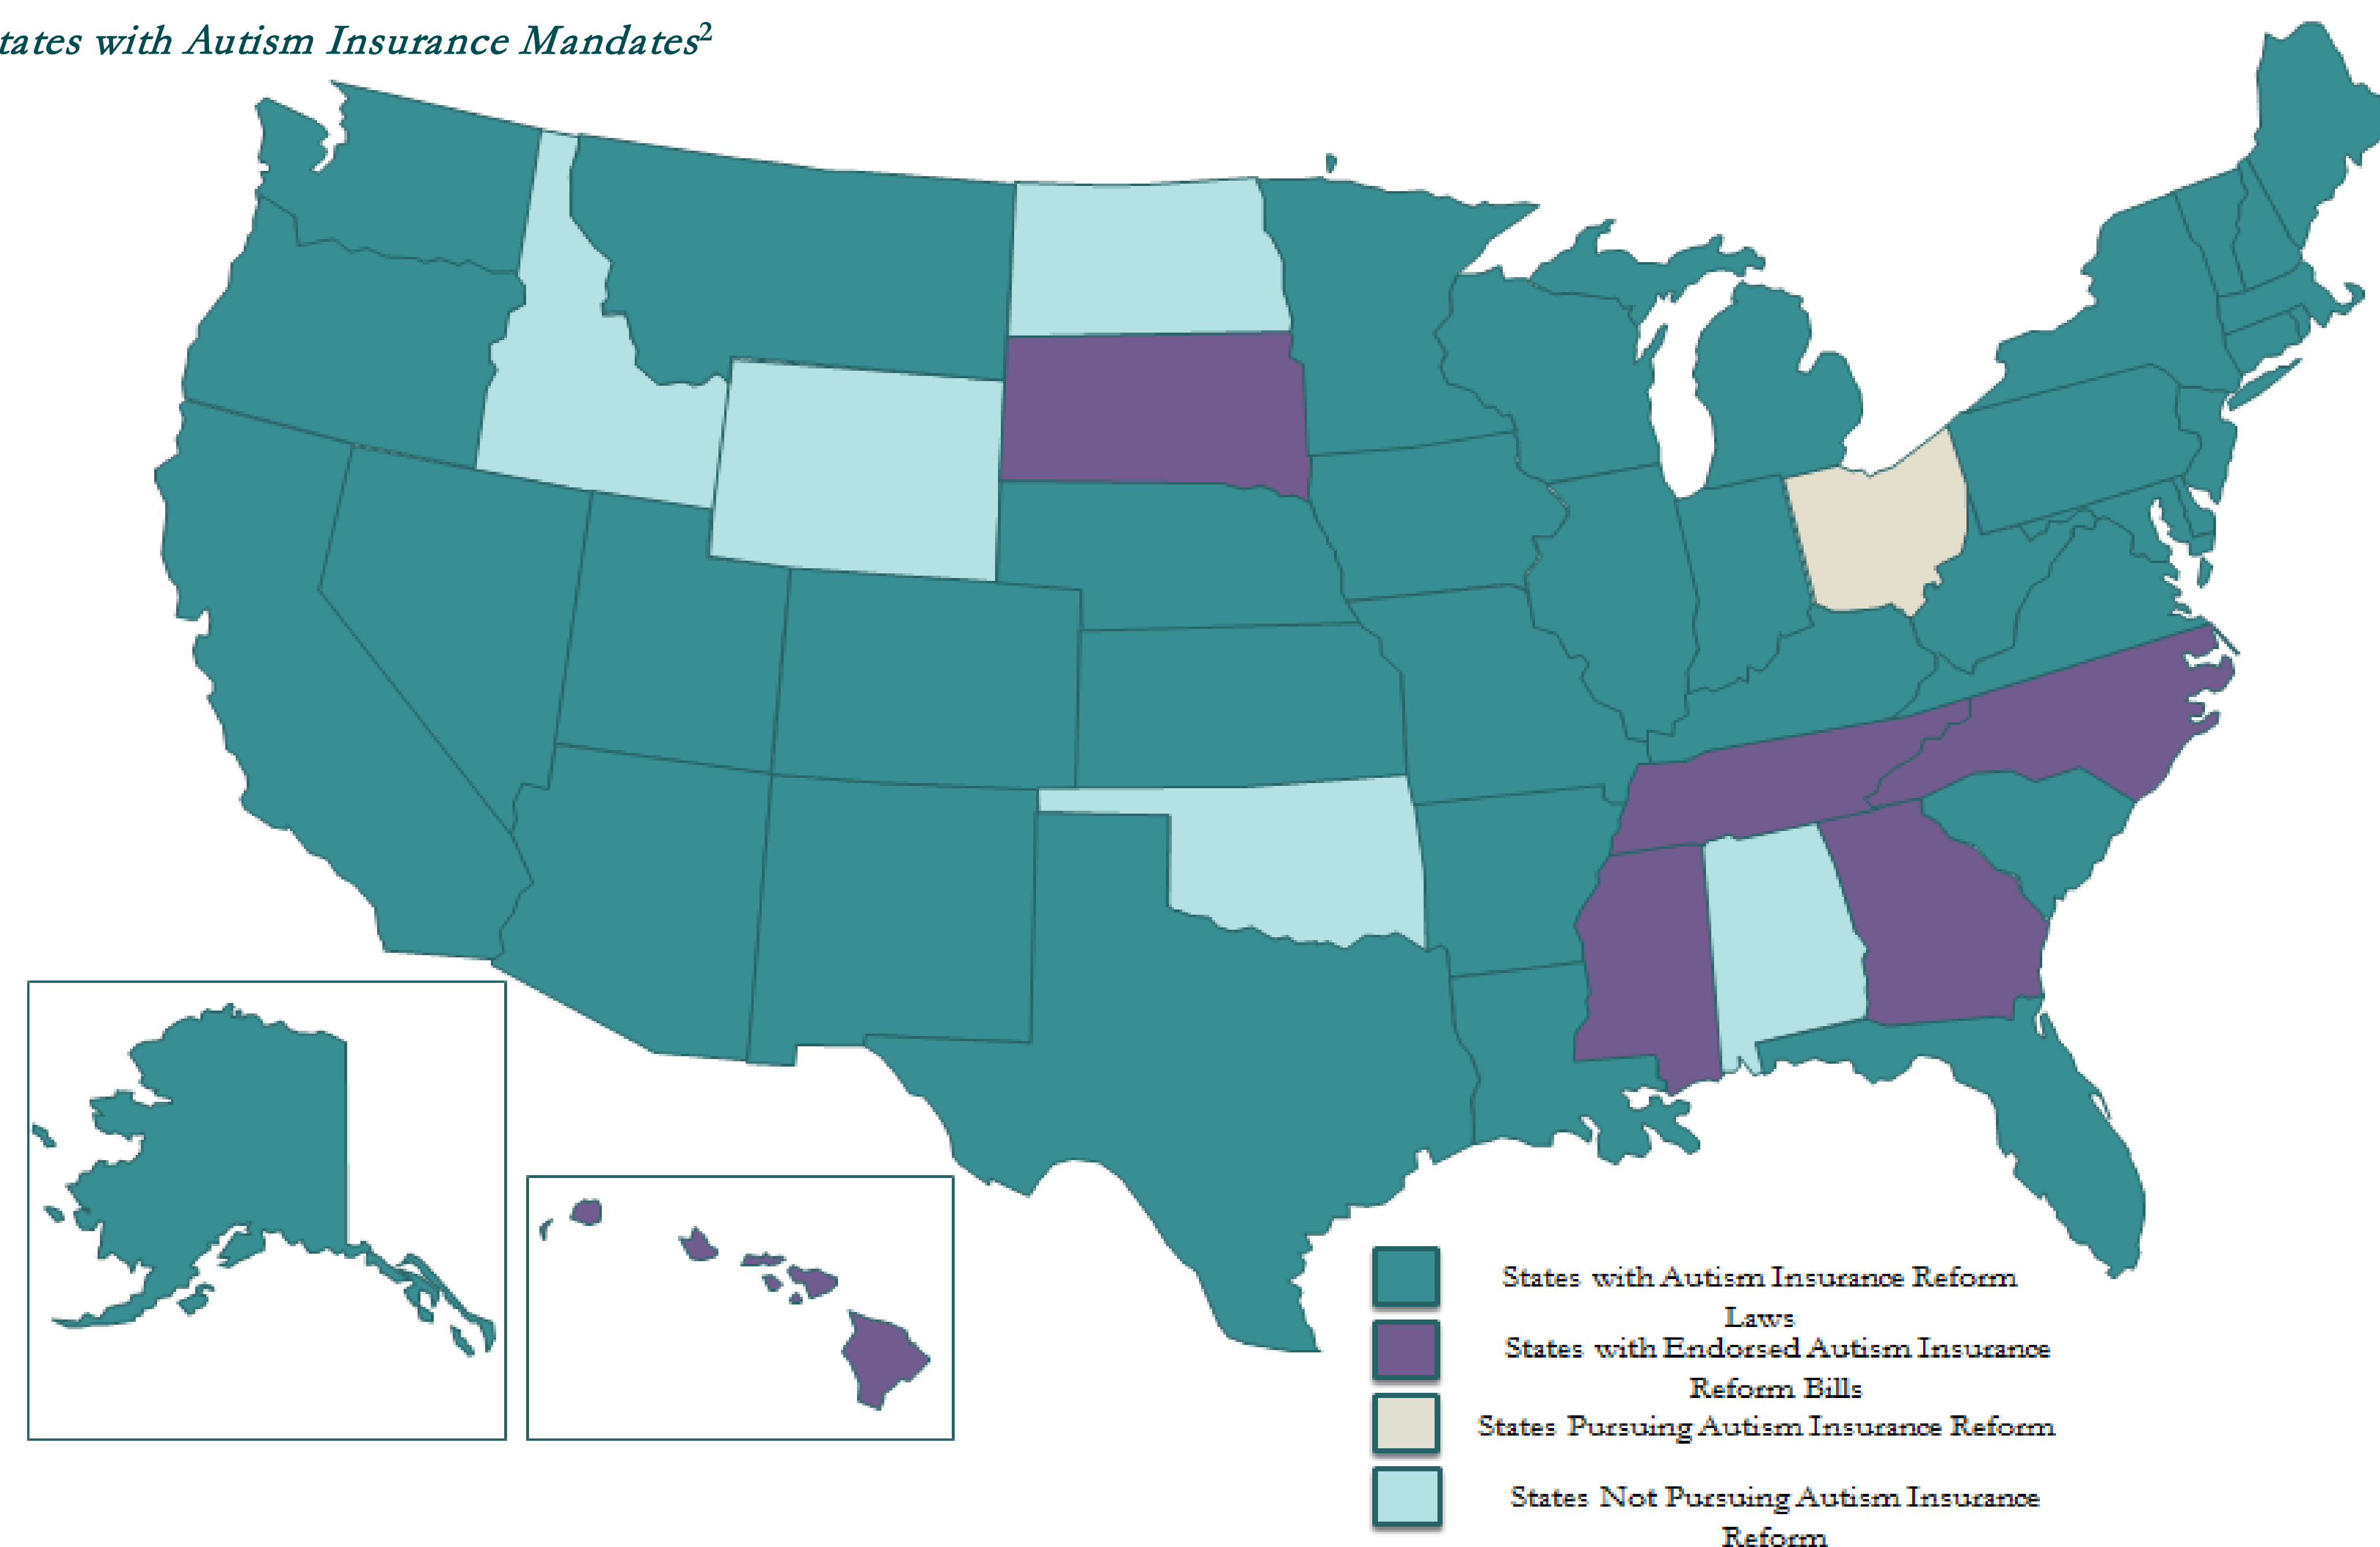 tates with Autism Insurance Mandates²
States with Autism Insurance Reform
Laws
States with Endorsed Autism Insurance
Reform Bills
States Pursuing Autism Insurance Reform
States Not Pursuing Autism Insurance
Reform